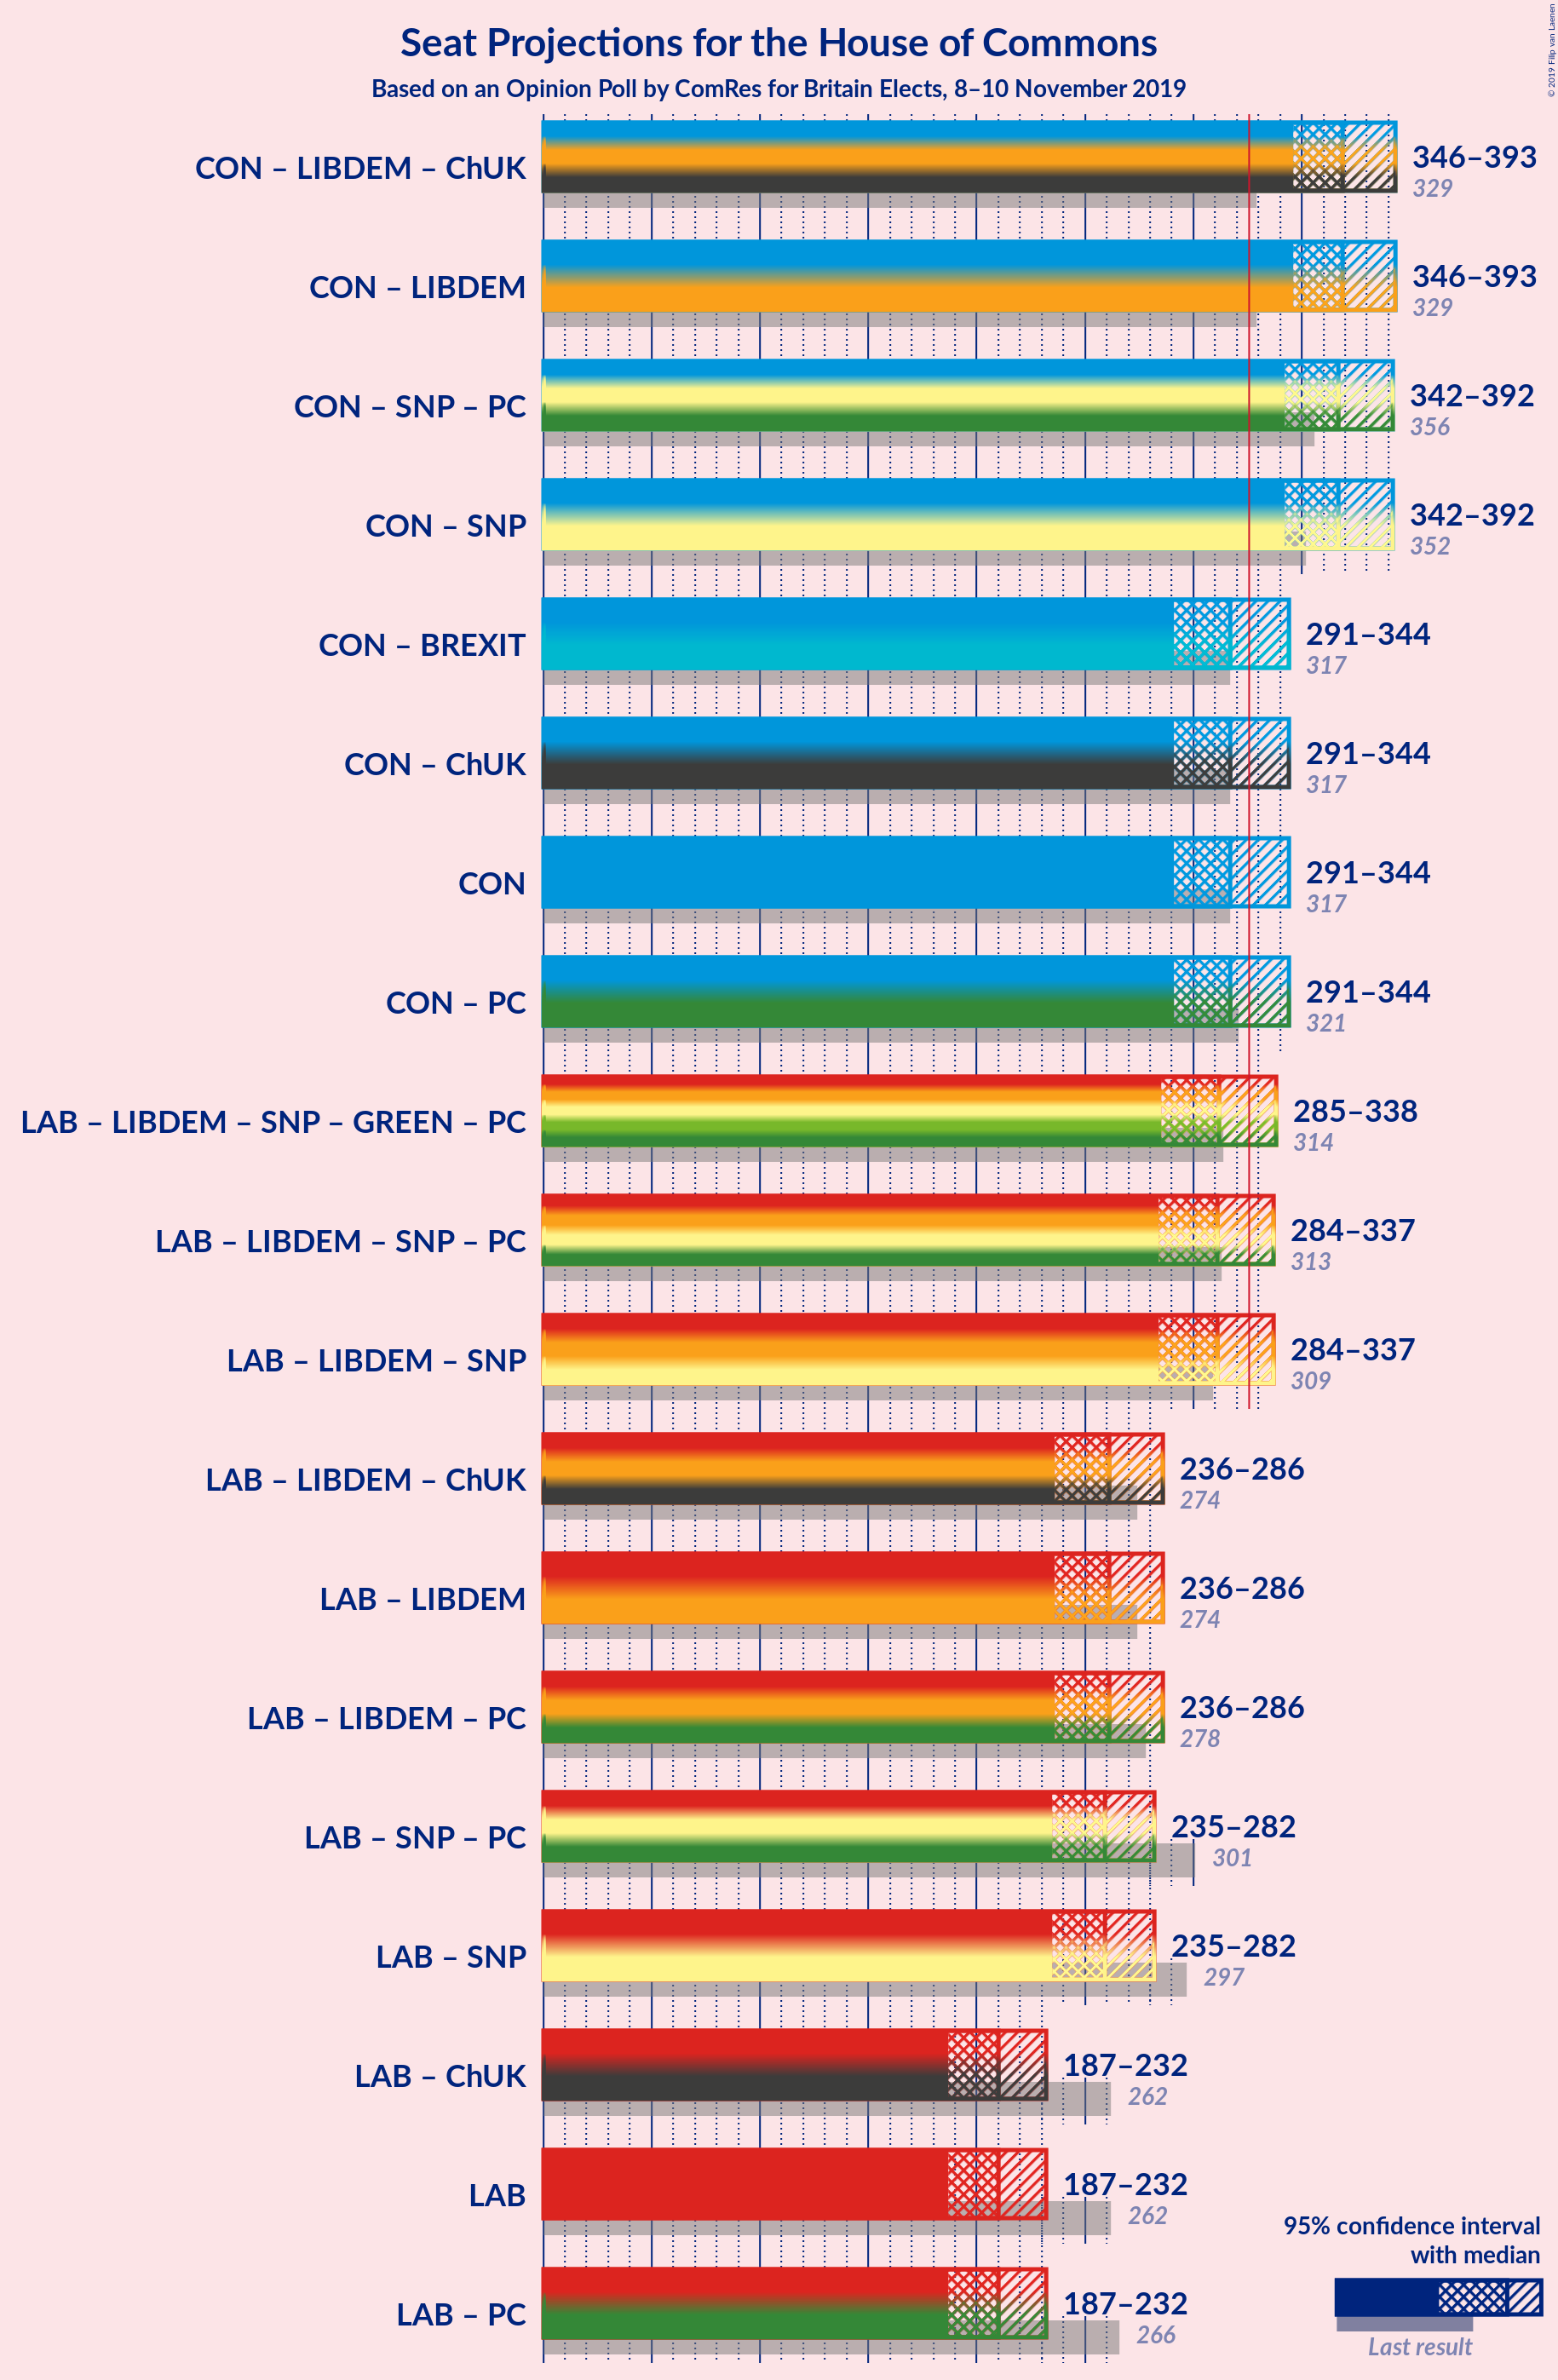 Seat Projections for the House of Commons
Based on an Opinion Poll by ComRes for Britain Elects, 8–10 November 2019
© 2019 Filip van Laenen
CON – LIBDEM – ChUK
346–393
329
CON – LIBDEM
346–393
329
CON – SNP – PC
342–392
356
CON – SNP
342–392
352
CON – BREXIT
291–344
317
CON – ChUK
291–344
317
CON
291–344
317
CON – PC
291–344
321
LAB – LIBDEM – SNP – GREEN – PC
285–338
314
LAB – LIBDEM – SNP – PC
284–337
313
LAB – LIBDEM – SNP
284–337
309
LAB – LIBDEM – ChUK
236–286
274
LAB – LIBDEM
236–286
274
LAB – LIBDEM – PC
236–286
278
LAB – SNP – PC
235–282
301
LAB – SNP
235–282
297
LAB – ChUK
187–232
262
LAB
187–232
262
LAB – PC
187–232
266
95% confidence interval
with median
Last result